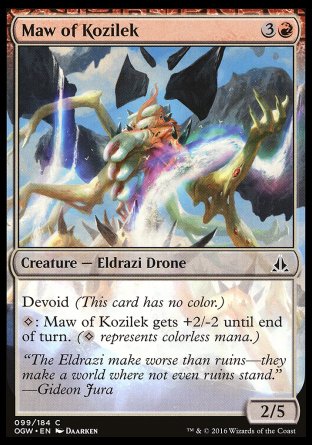 Maw of Kozilek 3
Creature — Eldrazi Drone
Devoid (This card has no color.)
: Maw of Kozilek gets +2/-2 until end
of turn. ( represents colorless mana.)
"The Eldrazi make worse than ruins—they
make a world where not even ruins stand."
—Gideon Jura
2/5
099/184 C
OGW • EN DAARKEN
™ & © 2016 Wizards of the Coast